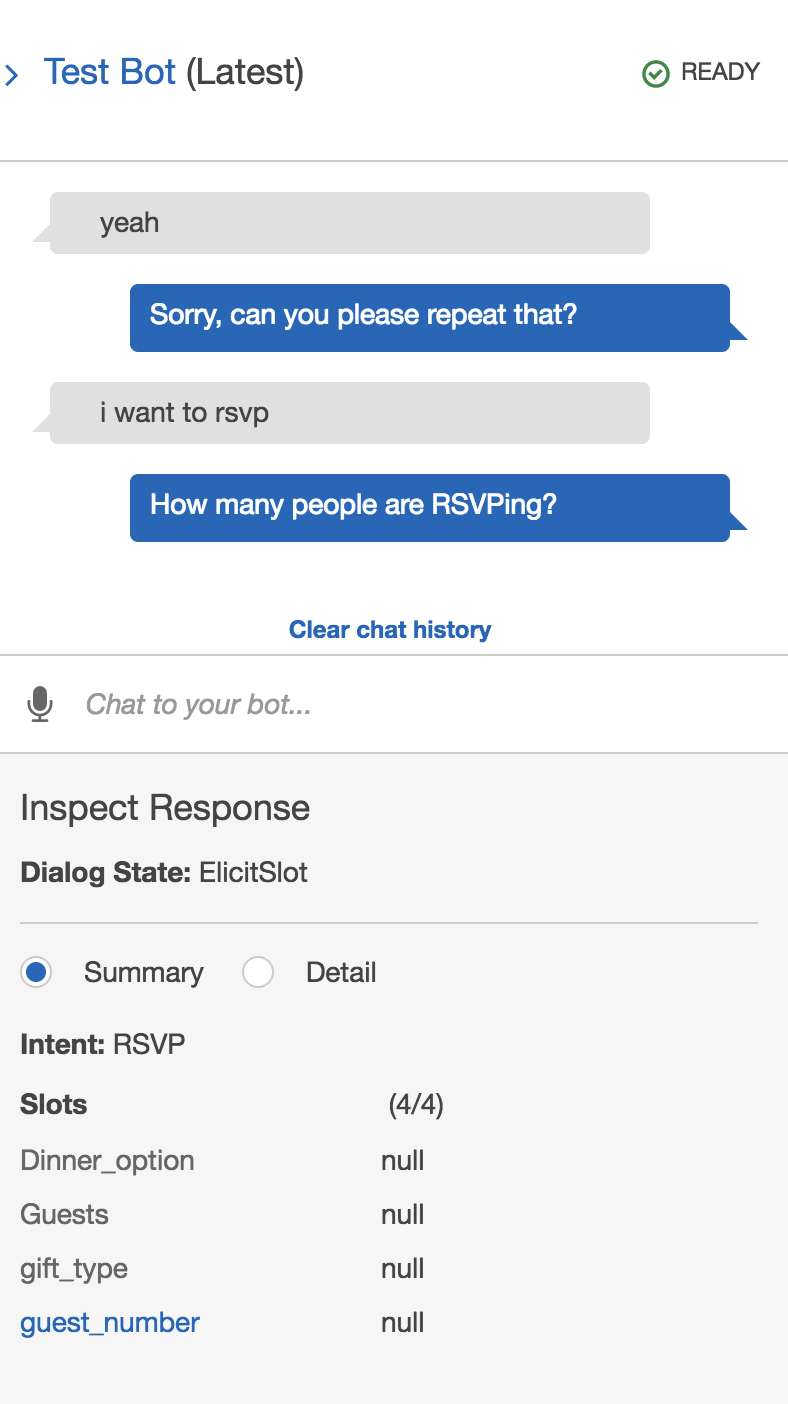 Test Bot (Latest) READY
yeah
Sorry, can you please repeat that?
i want to rsvp
How many people are RSVPing?
Clear chat history
Chat to your bot...
Inspect Response
Dialog State: ElicitSlot
Summary Detail
Intent: RSVP
Slots (4/4)
Dinner_option null
Guests null
gift_type null
guest_number null